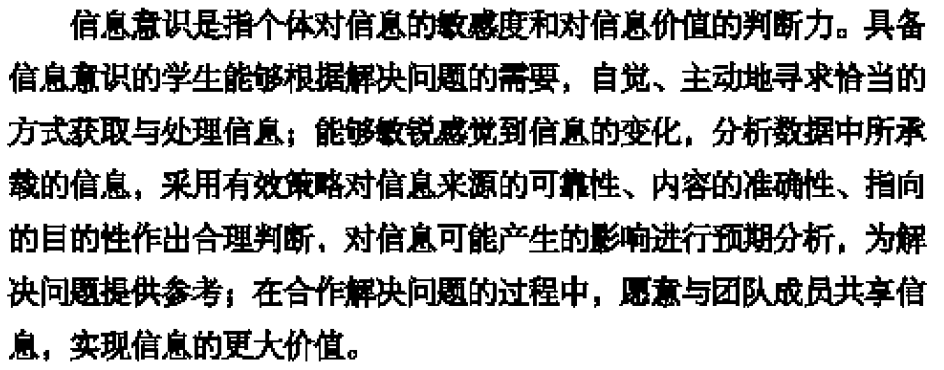 信息意识是指个体对信息的敏感度和对信息价值的判断力。具备
信息意识的学生能够根据解决问题的需要，自觉、主动地寻求恰当的
方式获取与处理信息；能够敏锐感觉到信息的变化，分析数据中所承
载的信息，采用有效策略对信息来源的可靠性、内容的准确性、指向
的目的性作出合理判断，对信息可能产生的影响进行预期分析，为解
决问题提供参考；在合作解决问题的过程中，愿意与团队成员共享信
息，实现信息的更大价值。